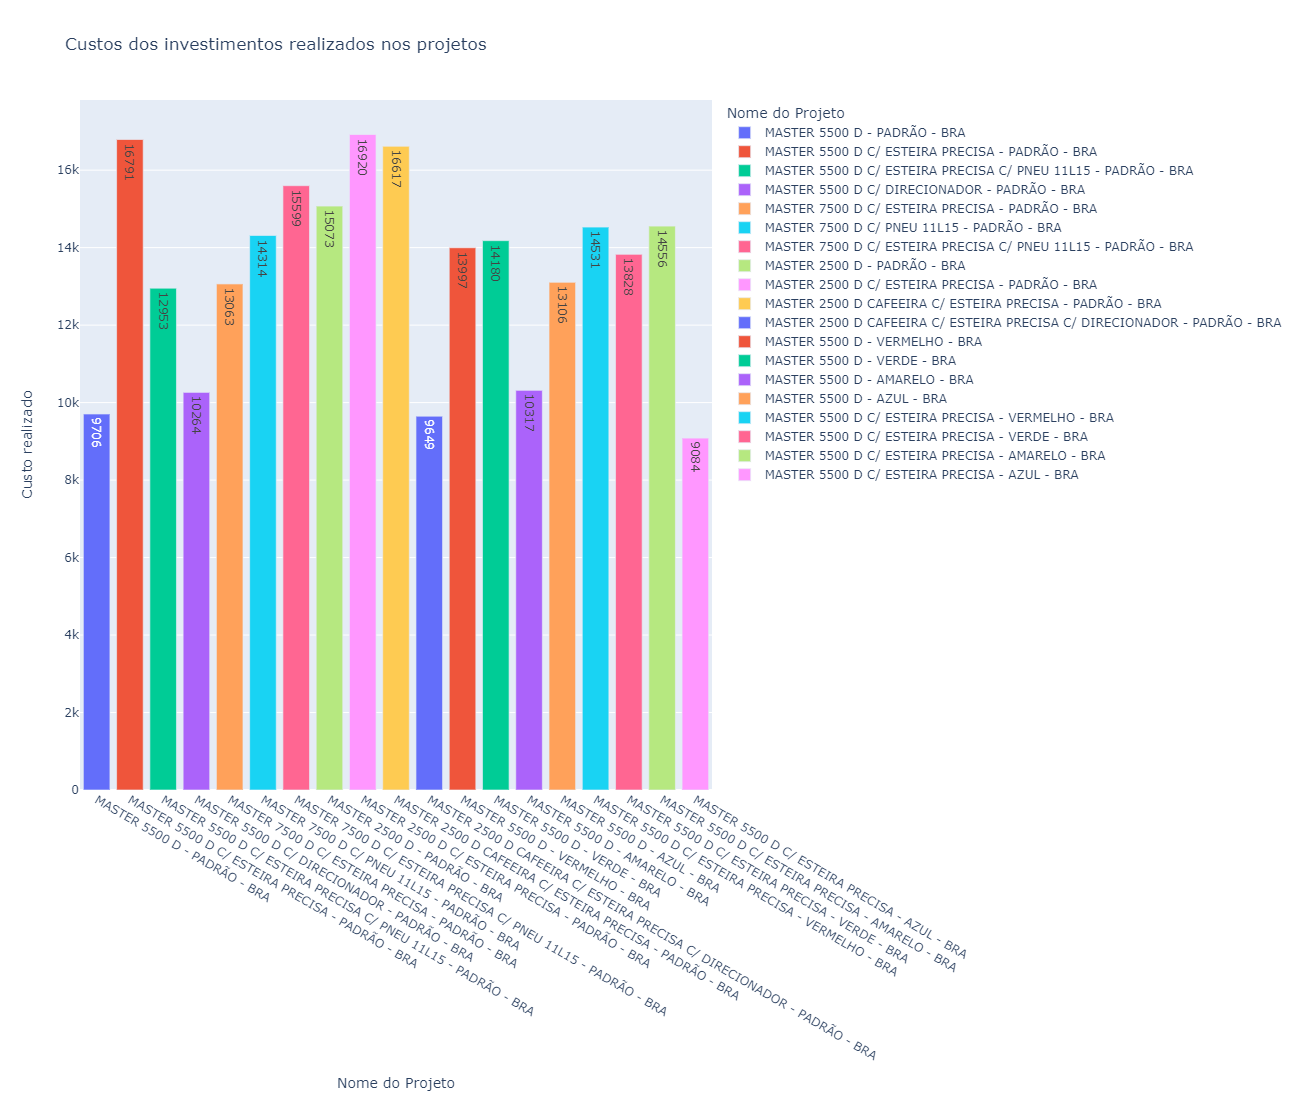 Custos dos investimentos realizados nos projetos
Nome do Projeto
MASTER 5500 D - PADRÃO - BRA
MASTER 5500 D C/ ESTEIRA PRECISA - PADRÃO - BRA
MASTER 5500 D C/ ESTEIRA PRECISA C/ PNEU 11L15 - PADRÃO - BRA
MASTER 5500 D C/ DIRECIONADOR - PADRÃO - BRA
MASTER 7500 D C/ ESTEIRA PRECISA - PADRÃO - BRA
MASTER 7500 D C/ PNEU 11L15 - PADRÃO - BRA
MASTER 7500 D C/ ESTEIRA PRECISA C/ PNEU 11L15 - PADRÃO - BRA
MASTER 2500 D - PADRÃO - BRA
MASTER 2500 D C/ ESTEIRA PRECISA - PADRÃO - BRA
MASTER 2500 D CAFEEIRA C/ ESTEIRA PRECISA - PADRÃO - BRA
MASTER 2500 D CAFEEIRA C/ ESTEIRA PRECISA C/ DIRECIONADOR - PADRÃO - BRA
MASTER 5500 D - VERMELHO - BRA
MASTER 5500 D - VERDE - BRA
MASTER 5500 D - AMARELO - BRA
MASTER 5500 D - AZUL - BRA
MASTER 5500 D C/ ESTEIRA PRECISA - VERMELHO - BRA
MASTER 5500 D C/ ESTEIRA PRECISA - VERDE - BRA
MASTER 5500 D C/ ESTEIRA PRECISA - AMARELO - BRA
MASTER 5500 D C/ ESTEIRA PRECISA - AZUL - BRA
Custo realizado
16k
14k
12k
10k
8k
6k
4k
2k
0
9706
16791
12953
10264
13063
14314
15599
15073
16920
16617
9649
13997
14180
10317
13106
14531
13828
14556
9084
MASTER 5500 D - PADRÃO - BRA
MASTER 5500 D C/ ESTEIRA PRECISA - PADRÃO - BRA
MASTER 5500 D C/ ESTEIRA PRECISA C/ PNEU 11L15 - PADRÃO - BRA
MASTER 5500 D C/ DIRECIONADOR - PADRÃO - BRA
MASTER 7500 D C/ ESTEIRA PRECISA - PADRÃO - BRA
MASTER 7500 D C/ PNEU 11L15 - PADRÃO - BRA
MASTER 7500 D C/ ESTEIRA PRECISA C/ PNEU 11L15 - PADRÃO - BRA
MASTER 2500 D - PADRÃO - BRA
MASTER 2500 D C/ ESTEIRA PRECISA - PADRÃO - BRA
MASTER 2500 D CAFEEIRA C/ ESTEIRA PRECISA - PADRÃO - BRA
MASTER 2500 D CAFEEIRA C/ ESTEIRA PRECISA C/ DIRECIONADOR - PADRÃO - BRA
MASTER 5500 D - VERMELHO - BRA
MASTER 5500 D - VERDE - BRA
MASTER 5500 D - AMARELO - BRA
MASTER 5500 D - AZUL - BRA
MASTER 5500 D C/ ESTEIRA PRECISA - VERMELHO - BRA
MASTER 5500 D C/ ESTEIRA PRECISA - VERDE - BRA
MASTER 5500 D C/ ESTEIRA PRECISA - AMARELO - BRA
MASTER 5500 D C/ ESTEIRA PRECISA - AZUL - BRA
Nome do Projeto